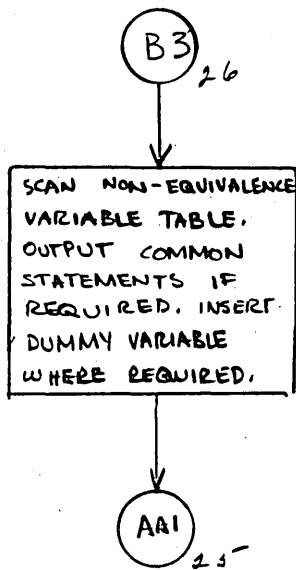 B3
26
SCAN NON-EQUIVALENCE
VARIABLE TABLE.
OUTPUT COMMON
STATEMENTS IF
REQUIRED. INSERT
DUMMY VARIABLE
WHERE REQUIRED.
AA1
25